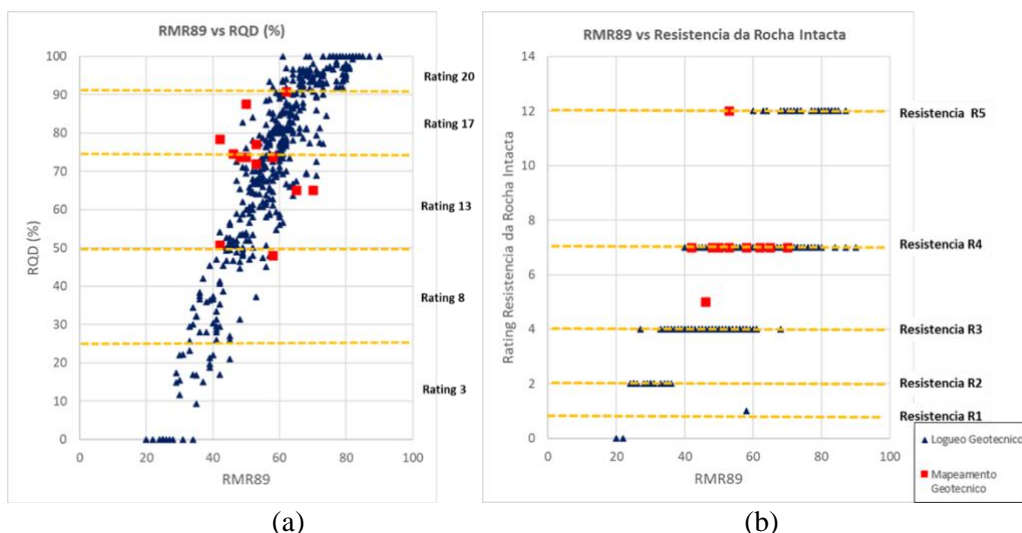 RMR89 vs RQD (%)
RQD (%)
100
90
80
70
60
50
40
30
20
10
0
0 20 40 60 80 100
RMR89
Rating 20
Rating 17
Rating 13
Rating 8
Rating 3
(a)
RMR89 vs Resistencia da Rocha Intacta
Rating Resistencia da Rocha Intacta
14
12
10
8
6
4
2
0
0 20 40 60 80 100
RMR89
Resistencia R5
Resistencia R4
Resistencia R3
Resistencia R2
Resistencia R1
Logueo Geotecnico
Mapeamento
Geotecnico
(b)